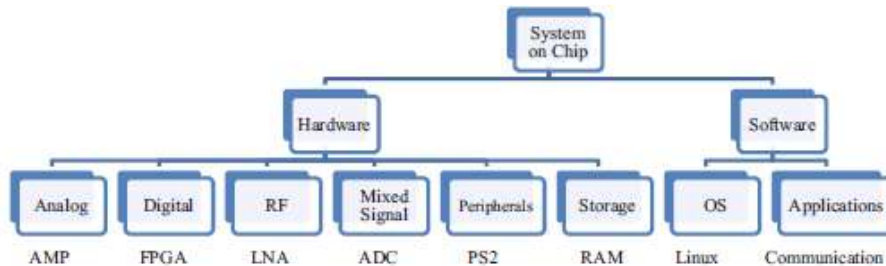 System
on Chip
Hardware
Software
Analog
Digital
RF
Mixed
Signal
Peripherals
Storage
OS
Applications
AMP
FPGA
LNA
ADC
PS2
RAM
Linux
Communication